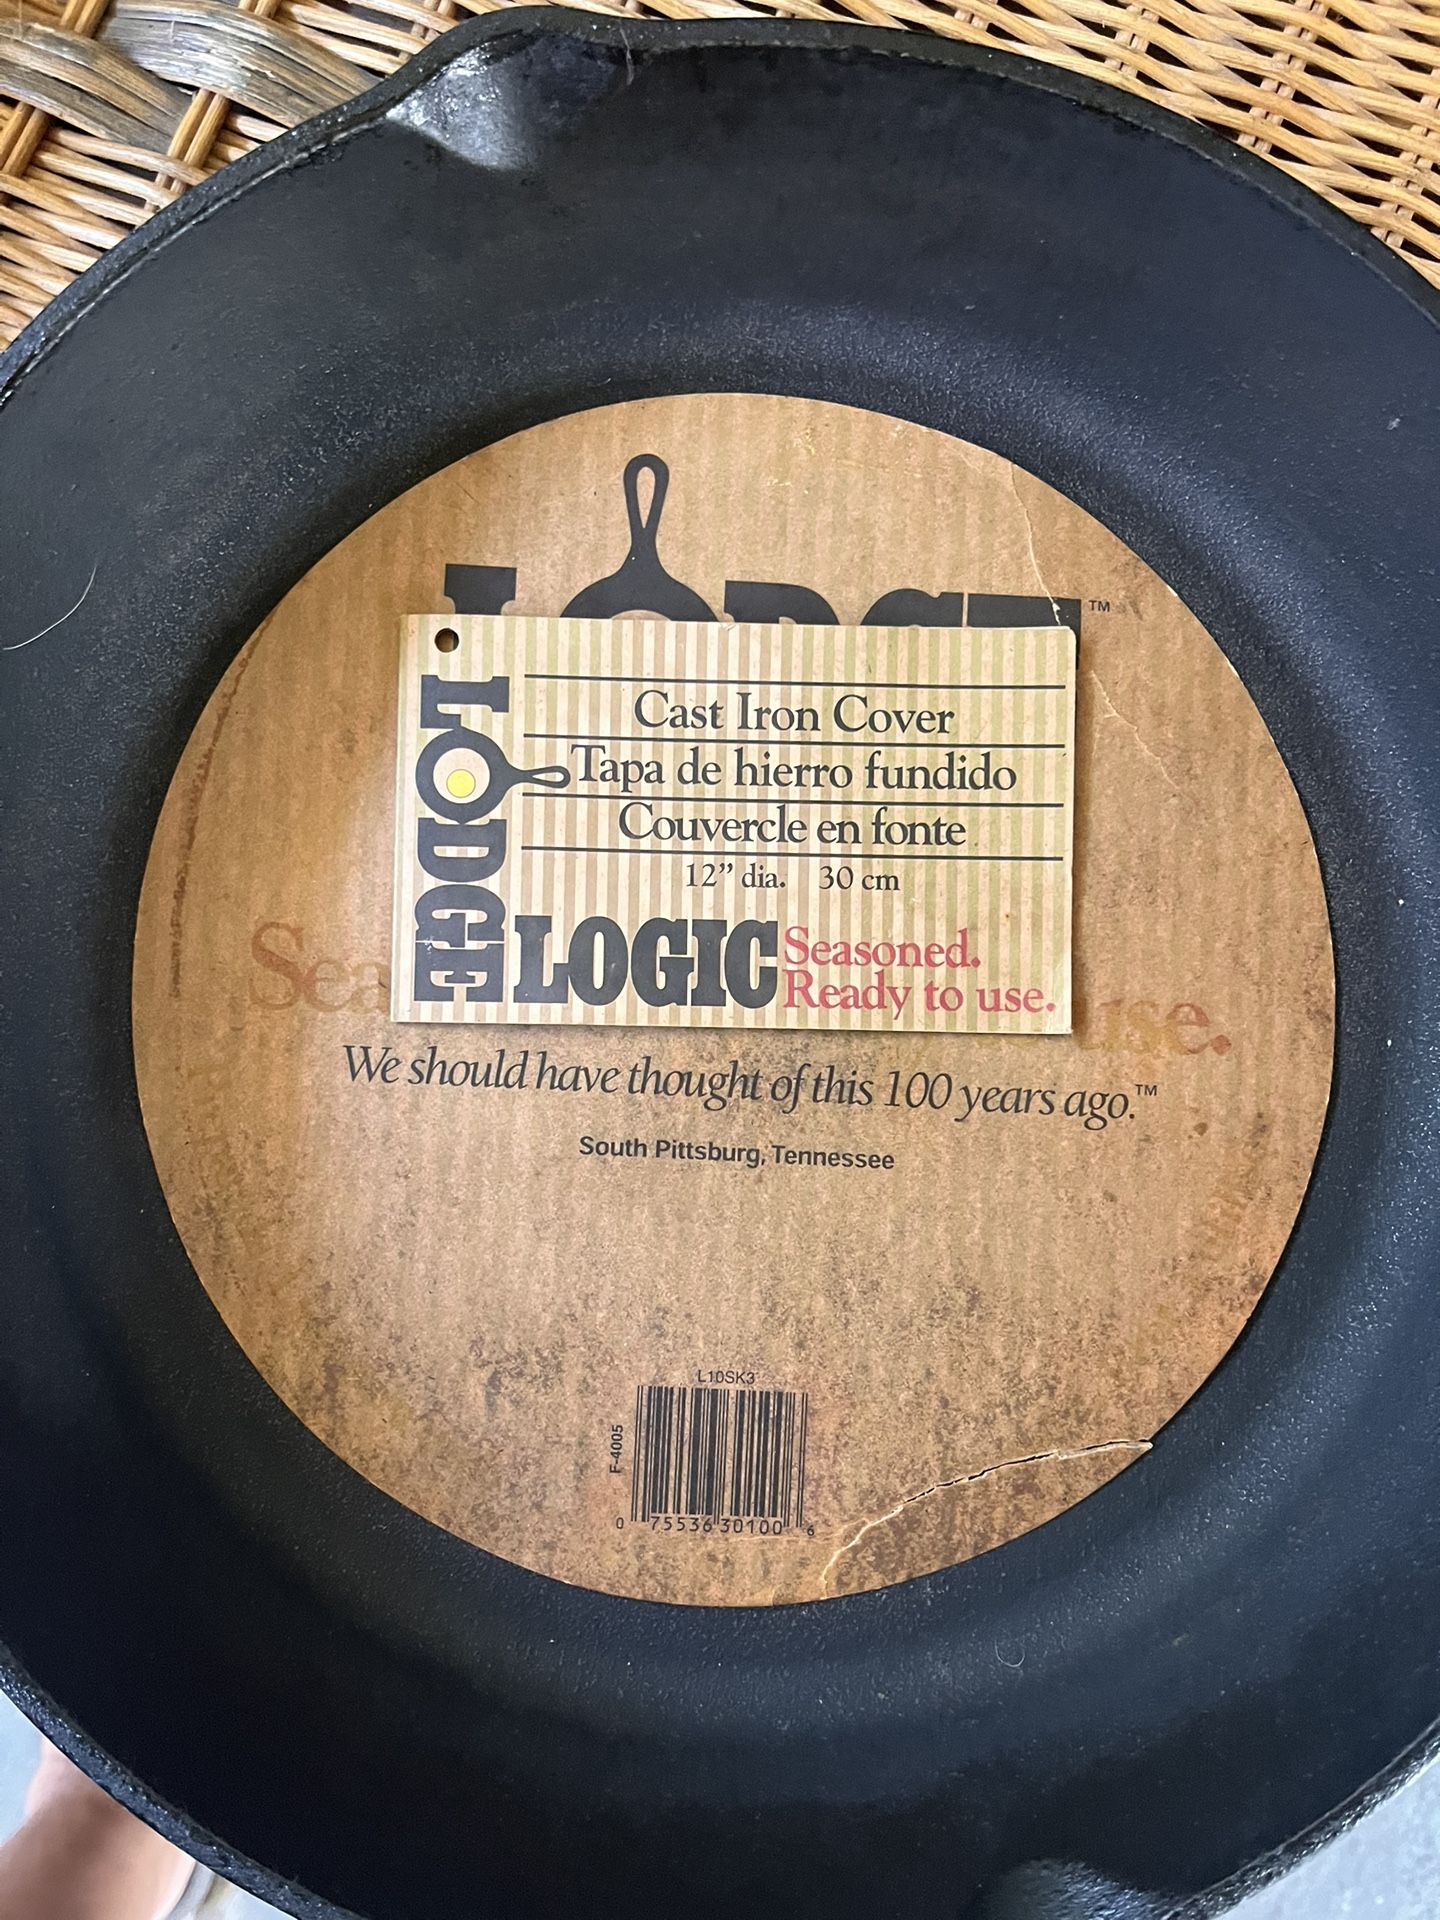 LODGE™
Cast Iron Cover
Tapa de hierro fundido
Couvercle en fonte
12” dia. 30 cm
LODGE
LOGIC
Seasoned.
Ready to use.
use.
We should have thought of this 100 years ago.™
South Pittsburg, Tennessee
L10SK3
F-4005
0 75536 30100 6